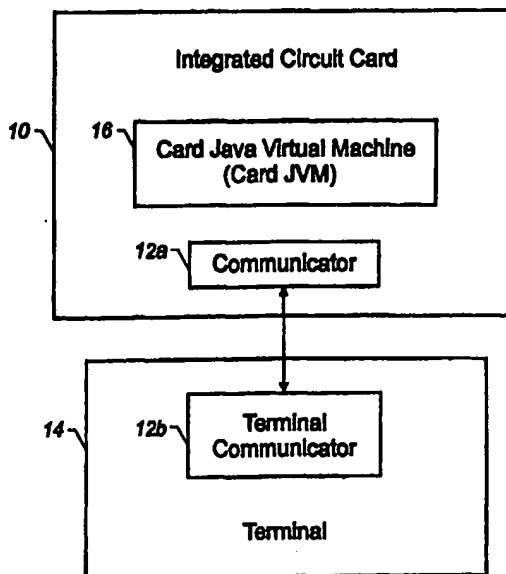 Integrated Circuit Card
10
16
Card Java Virtual Machine
(Card JVM)
12a
Communicator
14
12b
Terminal
Communicator
Terminal